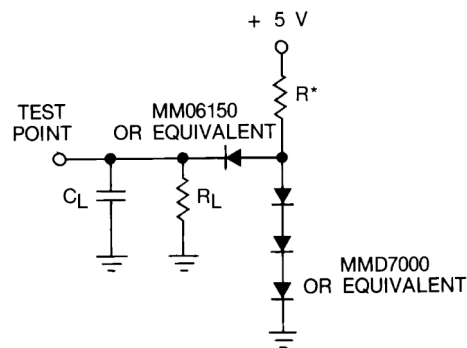 + 5 V
R*
MM06150
OR EQUIVALENT
TEST
POINT
CL
RL
MMD7000
OR EQUIVALENT